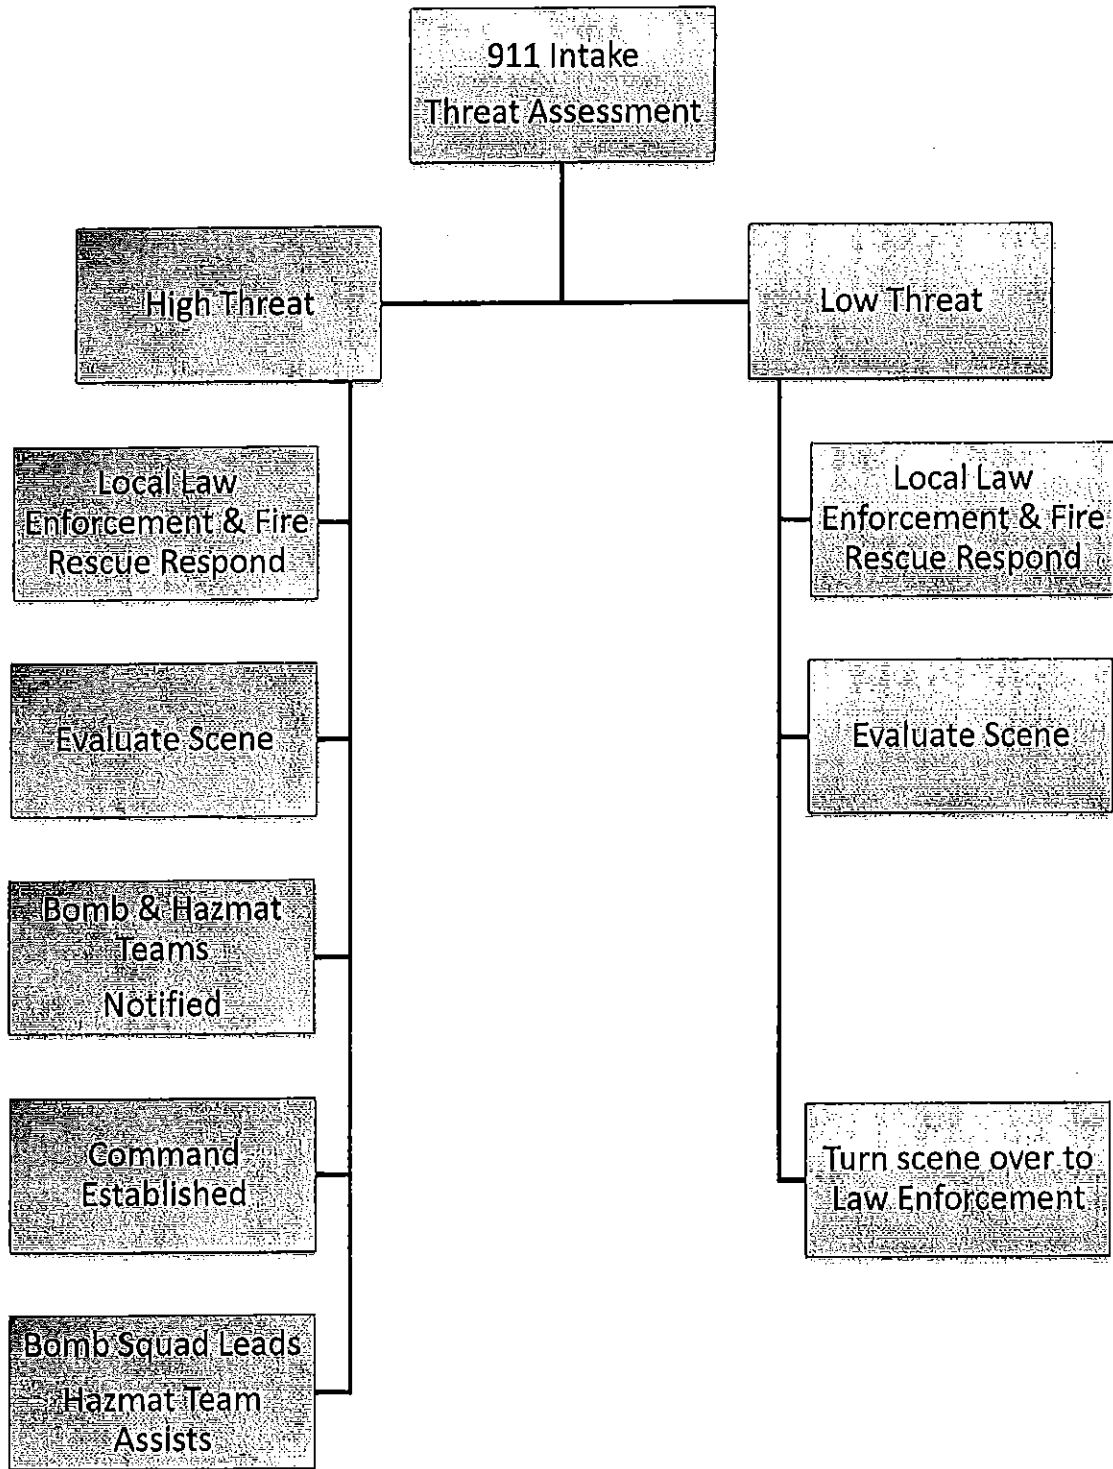 911 Intake
Threat Assessment
High Threat
Low Threat
Local Law
Enforcement & Fire
Rescue Respond
Local Law
Enforcement & Fire
Rescue Respond
Evaluate Scene
Evaluate Scene
Bomb & Hazmat
Teams
Notified
Command
Established
Turn scene over to
Law Enforcement
Bomb Squad Leads
Hazmat Team
Assists